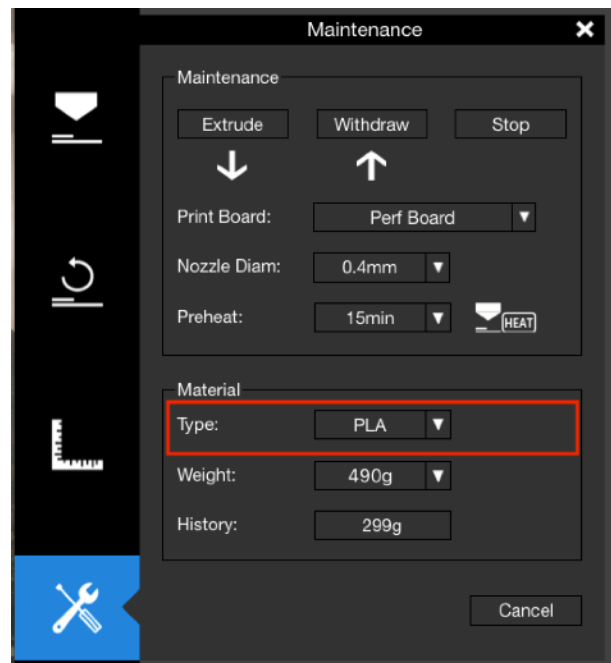 Maintenance
Maintenance
Extrude Withdraw Stop
Print Board: Perf Board
Nozzle Diam: 0.4mm
Preheat: 15min HEAT
Material
Type: PLA
Weight: 490g
History: 299g
Cancel